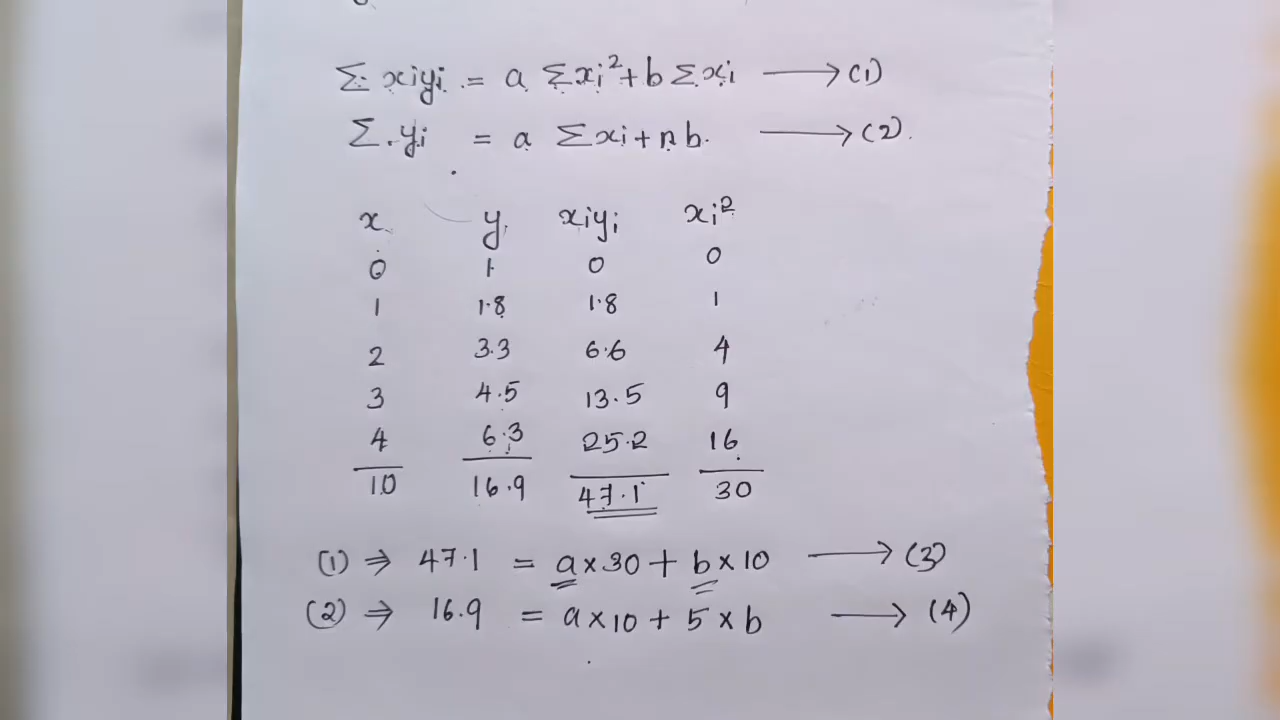 Σ xiyi = a Σxi² + b Σxi ⟶ (1)
Σ yi = a Σxi + n b. ⟶ (2).
x y xiyi xi²
0 1 0 0
1 1.8 1.8 1
2 3.3 6.6 4
3 4.5 13.5 9
4 6.3 25.2 16
10 16.9 47.1 30
(1) ⇒ 47.1 = a × 30 + b × 10 ⟶ (3)
(2) ⇒ 16.9 = a × 10 + 5 × b ⟶ (4)